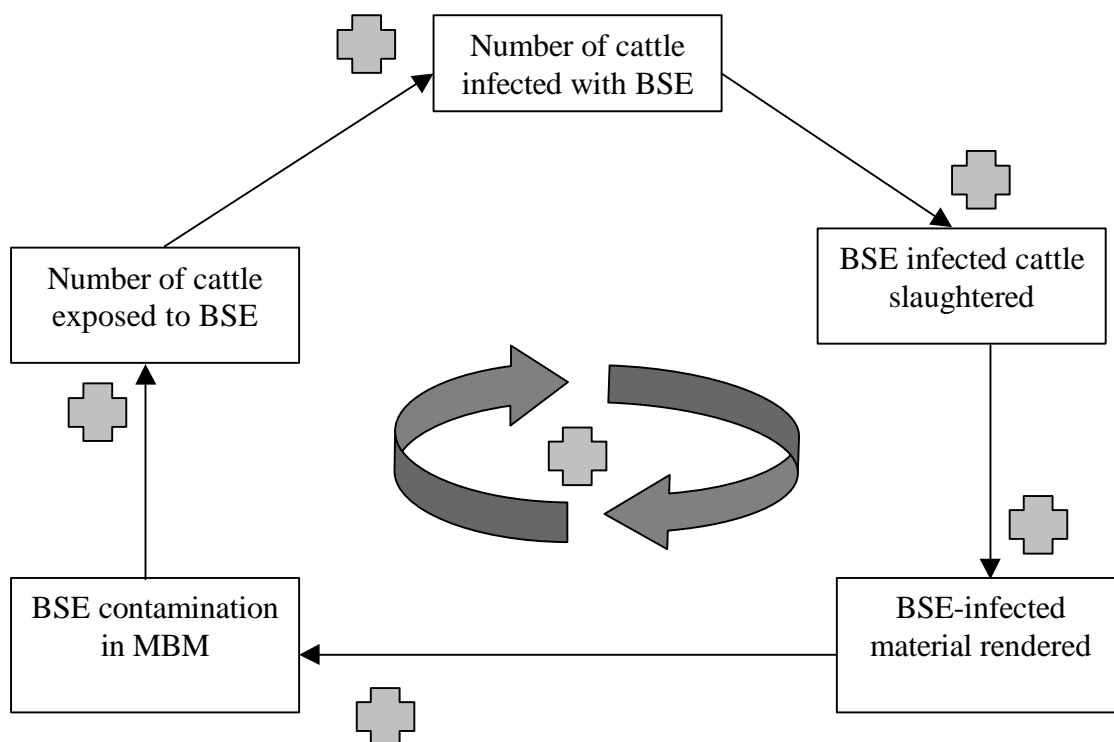 Number of cattle
infected with BSE
BSE infected cattle
slaughtered
Number of cattle
exposed to BSE
BSE contamination
in MBM
BSE-infected
material rendered